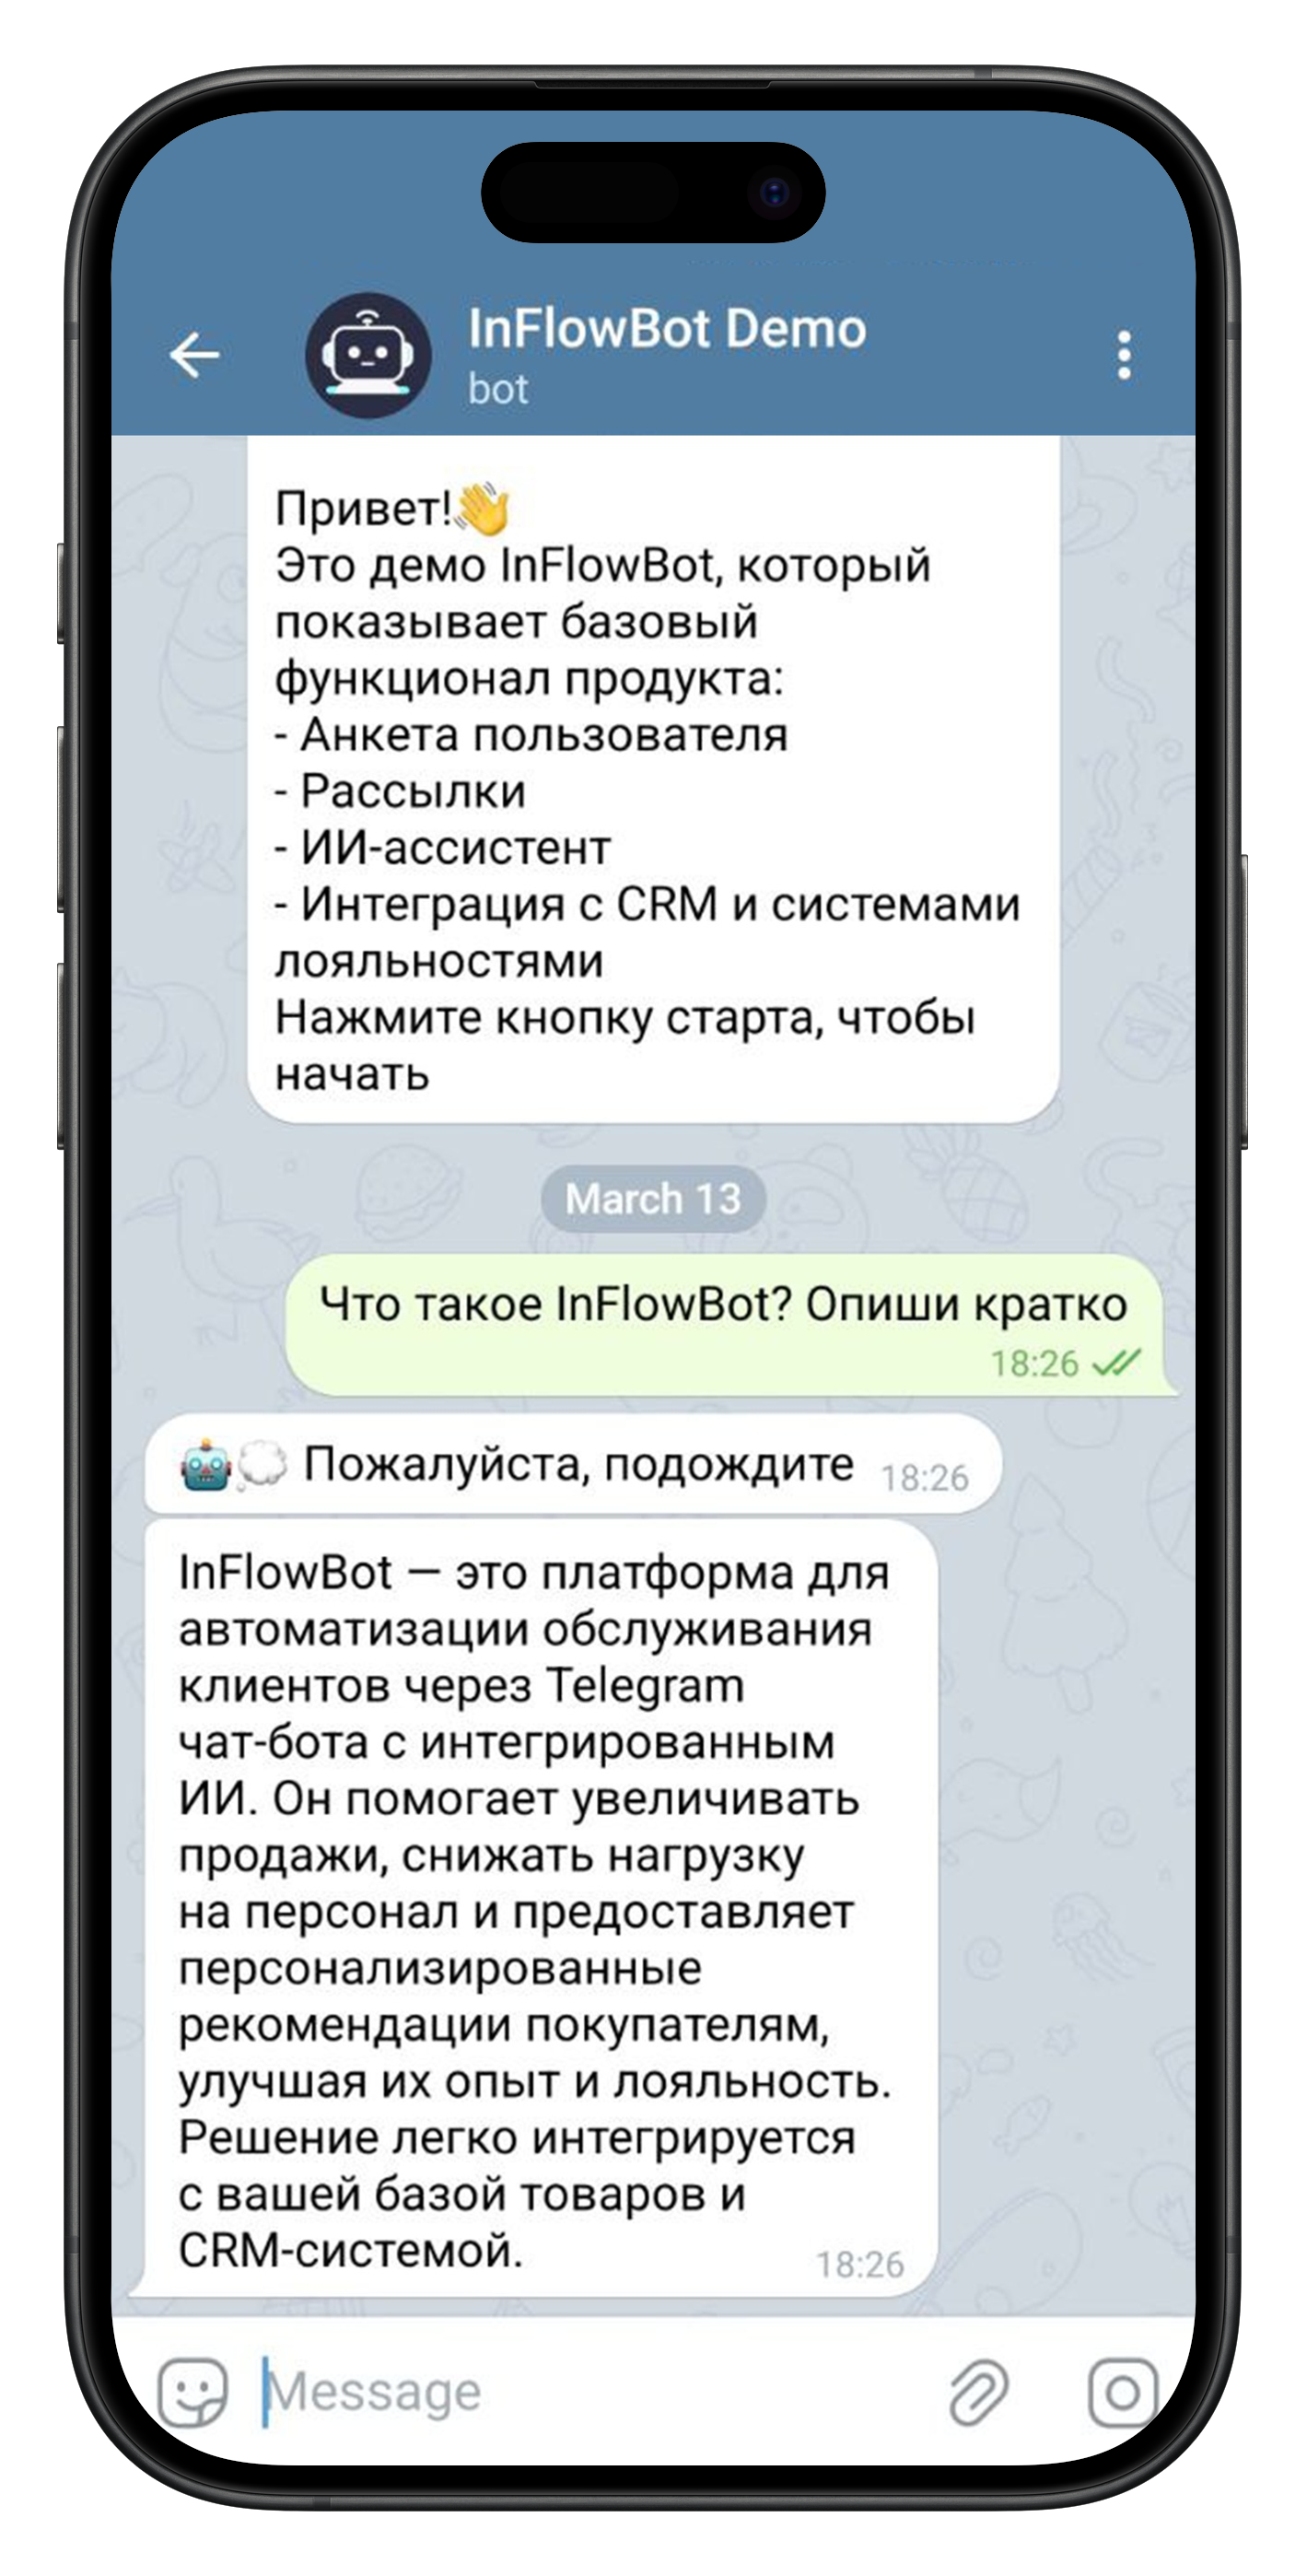 InFlowBot Demo
bot
Привет!👋
Это демо InFlowBot, который
показывает базовый
функционал продукта:
- Анкета пользователя
- Рассылки
- ИИ-ассистент
- Интеграция с CRM и системами
лояльностями
Нажмите кнопку старта, чтобы
начать
March 13
Что такое InFlowBot? Опиши кратко
18:26
🤖💭 Пожалуйста, подождите 18:26
InFlowBot — это платформа для
автоматизации обслуживания
клиентов через Telegram
чат-бота с интегрированным
ИИ. Он помогает увеличивать
продажи, снижать нагрузку
на персонал и предоставляет
персонализированные
рекомендации покупателям,
улучшая их опыт и лояльность.
Решение легко интегрируется
с вашей базой товаров и
CRM-системой. 18:26
Message